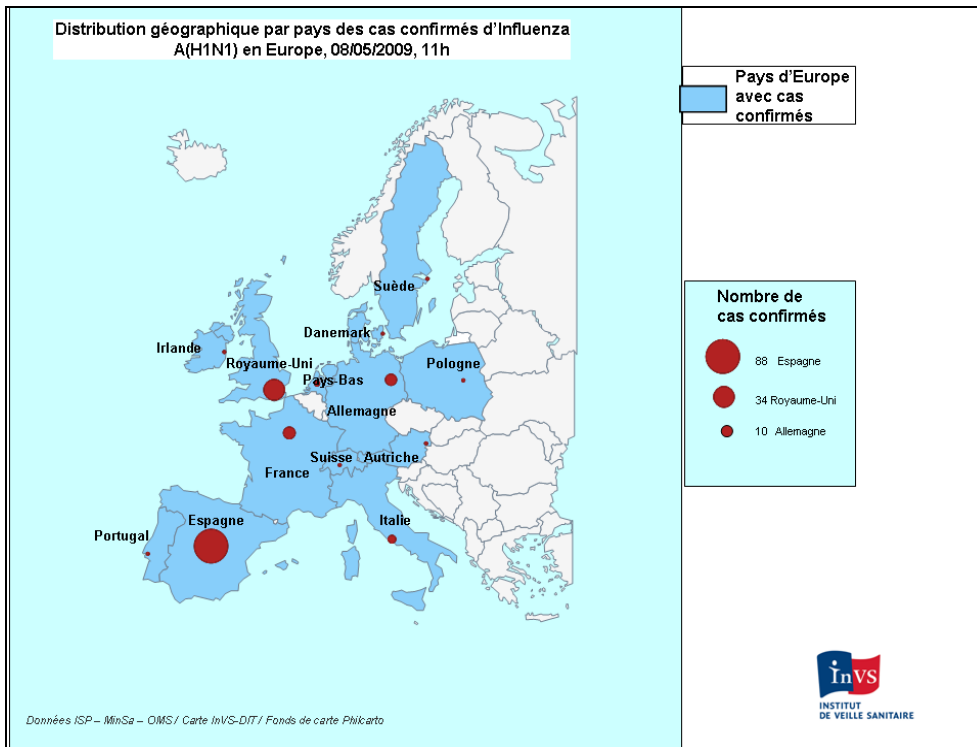 Distribution géographique par pays des cas confirmés d'Influenza
A(H1N1) en Europe, 08/05/2009, 11h
Pays d'Europe
avec cas
confirmés
Suède
Danemark
Irlande
Royaume-Uni
Pays-Bas
Pologne
Allemagne
Suisse
Autriche
France
Portugal
Espagne
Italie
Nombre de
cas confirmés
88 Espagne
34 Royaume-Uni
10 Allemagne
InVS
INSTITUT
DE VEILLE SANITAIRE
Données ISP – MinSa – OMS / Carte InVS-DIT / Fonds de carte Philcarto